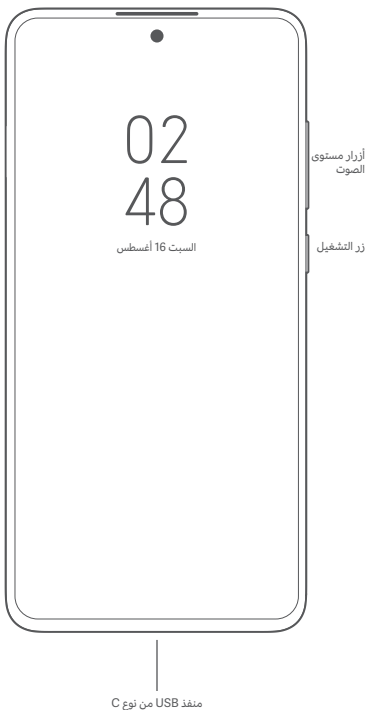 02
48
السبت 16 أغسطس
أزرار مستوى
الصوت
زر التشغيل
منفذ USB من نوع C